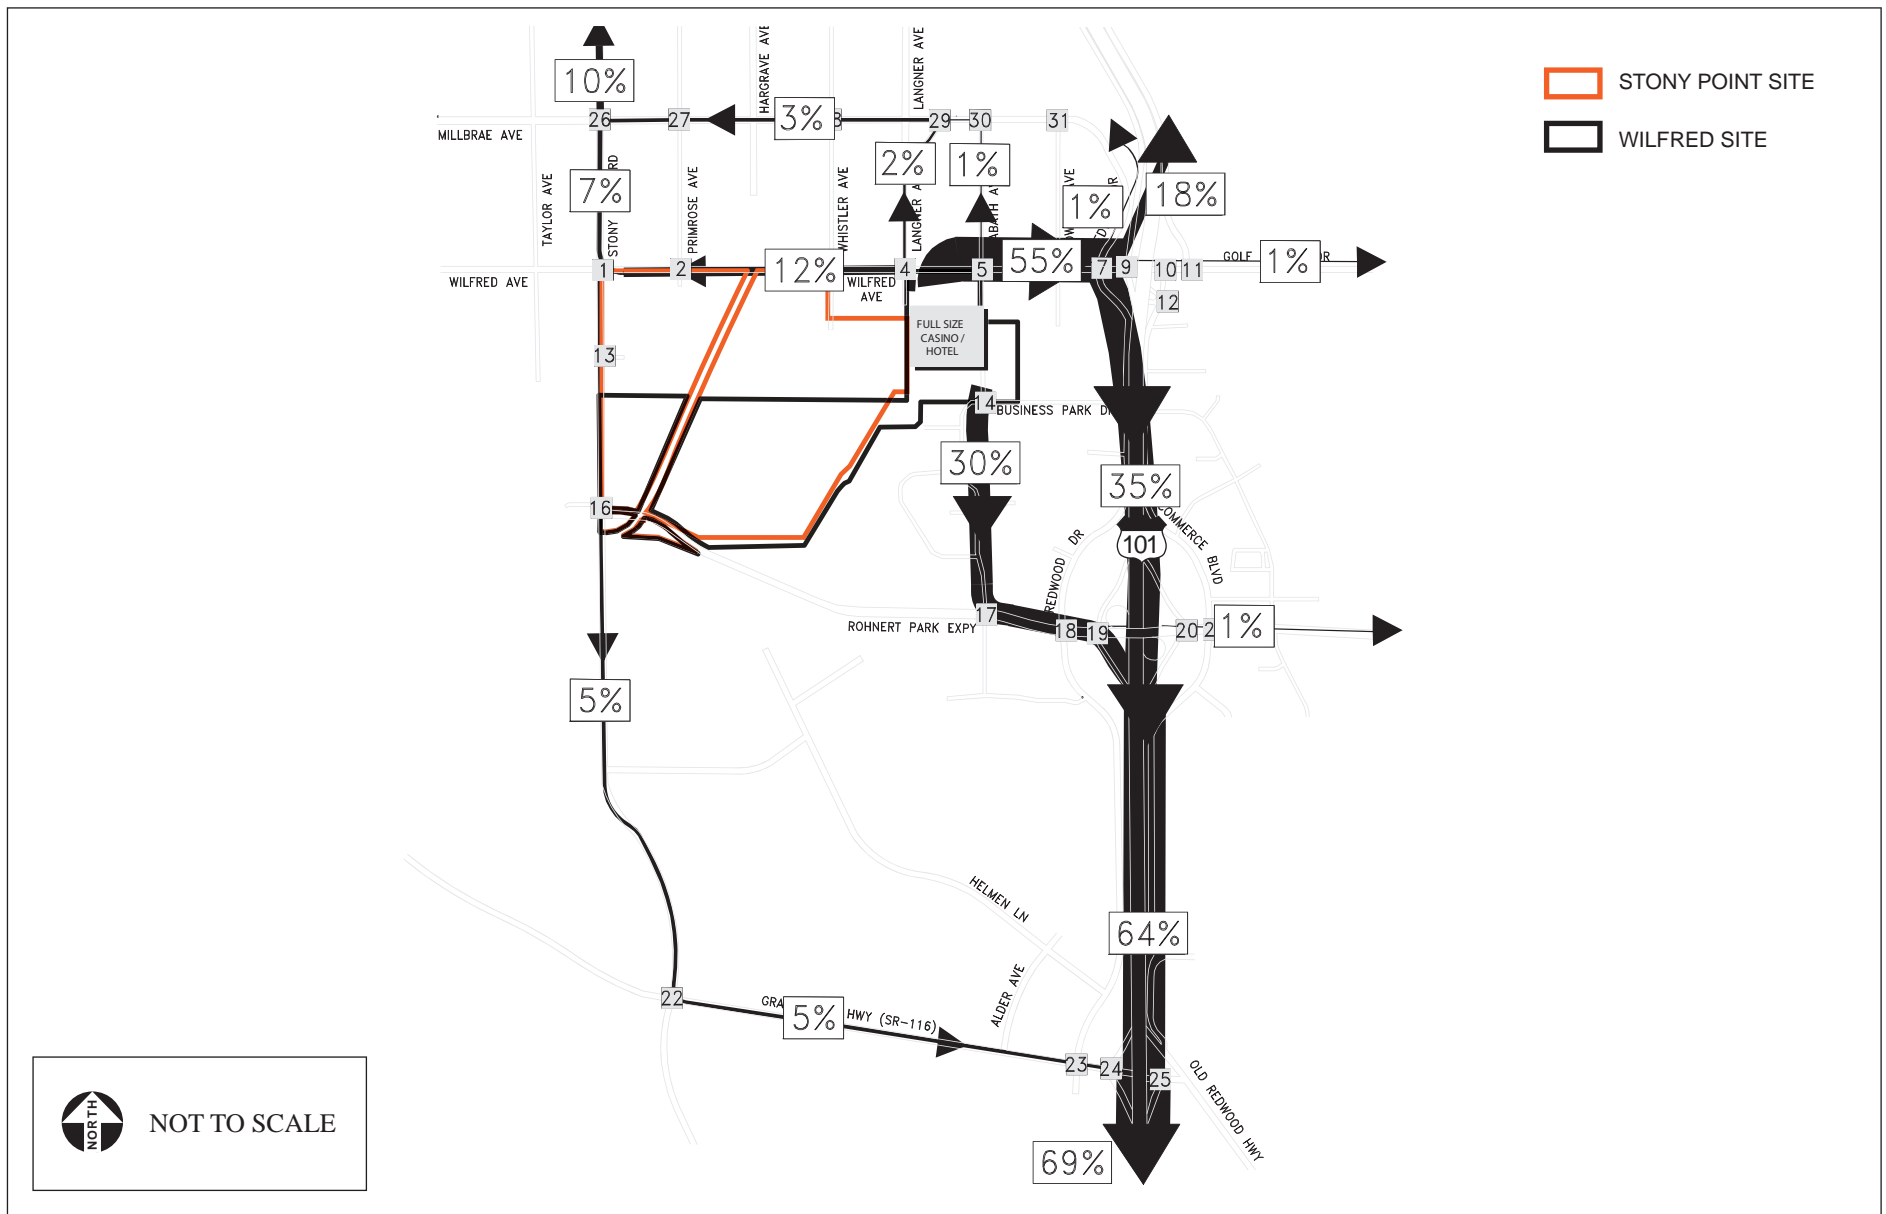 10%
HARGRAVE AVE
LANGNER AVE
STONY POINT SITE
WILFRED SITE
26
27
3%
29
30
31
MILLBRAE AVE
7%
RD
STONY
TAYLOR AVE
PRIMROSE AVE
WHISTLER AVE
2%
LANGNER
1%
1%
18%
1
2
12%
4
5
55%
7
9
10
11
GOLF
1%
DR
WILFRED AVE
WILFRED
AVE
12
FULL SIZE
CASINO /
HOTEL
13
14
BUSINESS PARK
30%
35%
16
COMMERCE BLVD
101
REDWOOD DR
17
18
19
20
1%
ROHNERT PARK EXPY
5%
HELMEN LN
64%
22
GRA
5%
HWY (SR-116)
ALDER AVE
23
24
25
OLD REDWOOD HWY
69%
NORTH
NOT TO SCALE